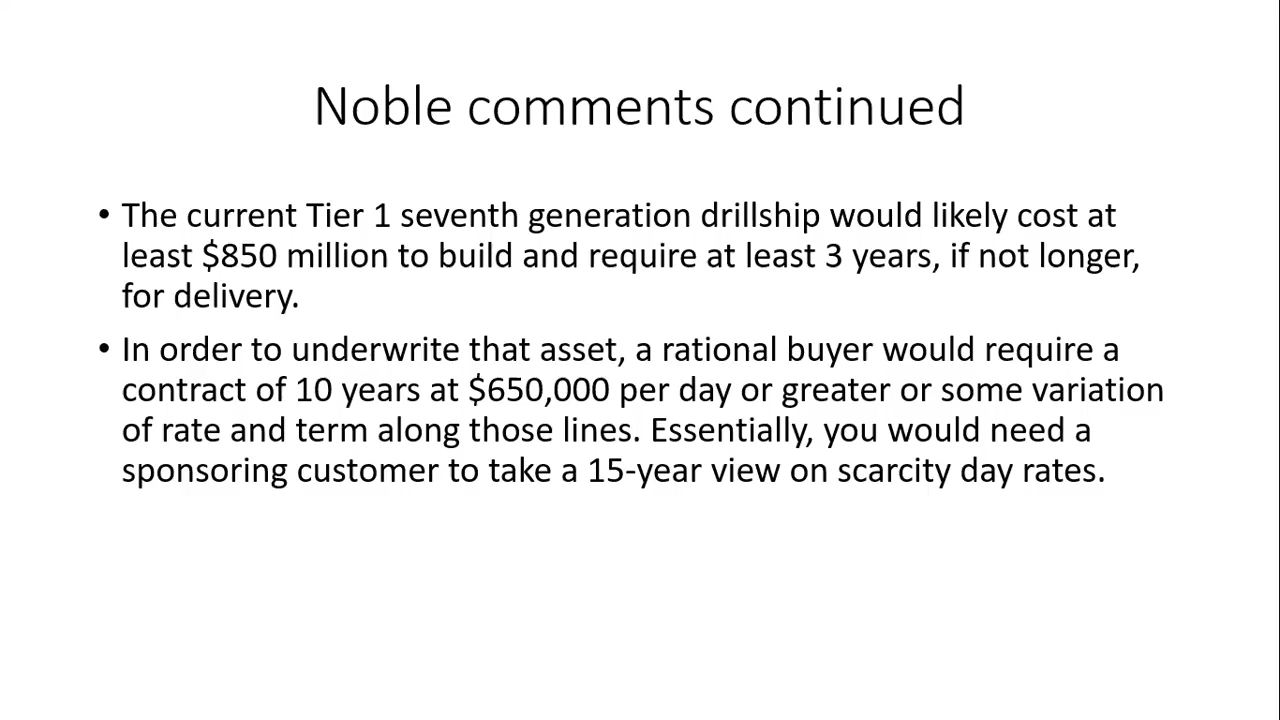 Noble comments continued
• The current Tier 1 seventh generation drillship would likely cost at
least $850 million to build and require at least 3 years, if not longer,
for delivery.
• In order to underwrite that asset, a rational buyer would require a
contract of 10 years at $650,000 per day or greater or some variation
of rate and term along those lines. Essentially, you would need a
sponsoring customer to take a 15-year view on scarcity day rates.